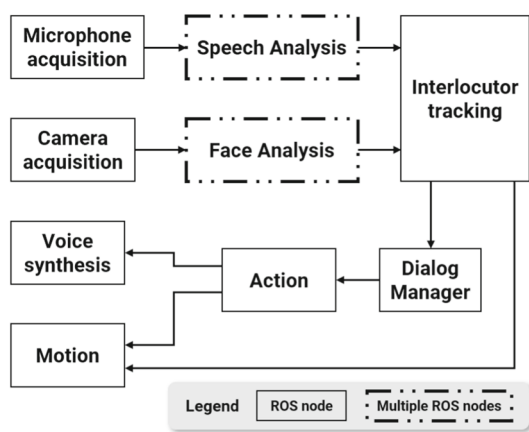 Microphone
acquisition
Speech Analysis
Interlocutor
tracking
Camera
acquisition
Face Analysis
Voice
synthesis
Action
Dialog
Manager
Motion
Legend
ROS node
Multiple ROS nodes